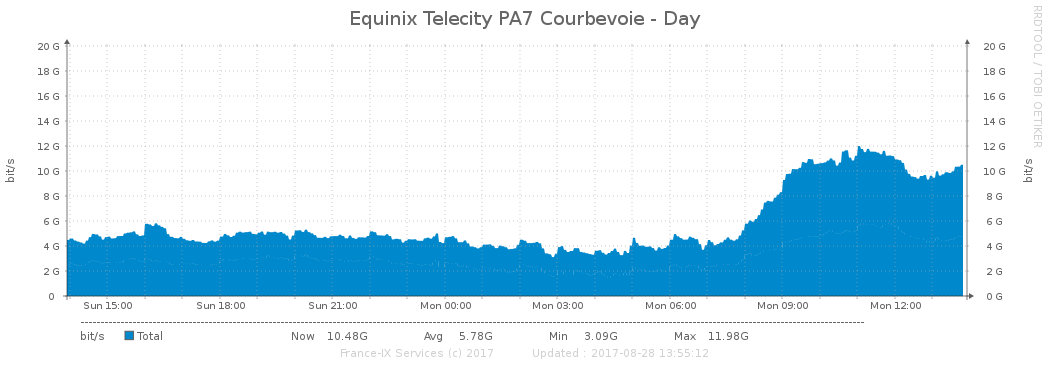 Equinix Telecity PA7 Courbevoie - Day
RRDTOOL / TOBI OETIKER
bit/s
bit/s
20 G 20 G
18 G 18 G
16 G 16 G
14 G 14 G
12 G 12 G
10 G 10 G
8 G 8 G
6 G 6 G
4 G 4 G
2 G 2 G
0 0 G
Sun 15:00 Sun 18:00 Sun 21:00 Mon 00:00 Mon 03:00 Mon 06:00 Mon 09:00 Mon 12:00
bit/s Total Now 10.48G Avg 5.78G Min 3.09G Max 11.98G
France-IX Services (c) 2017 Updated : 2017-08-28 13:55:12